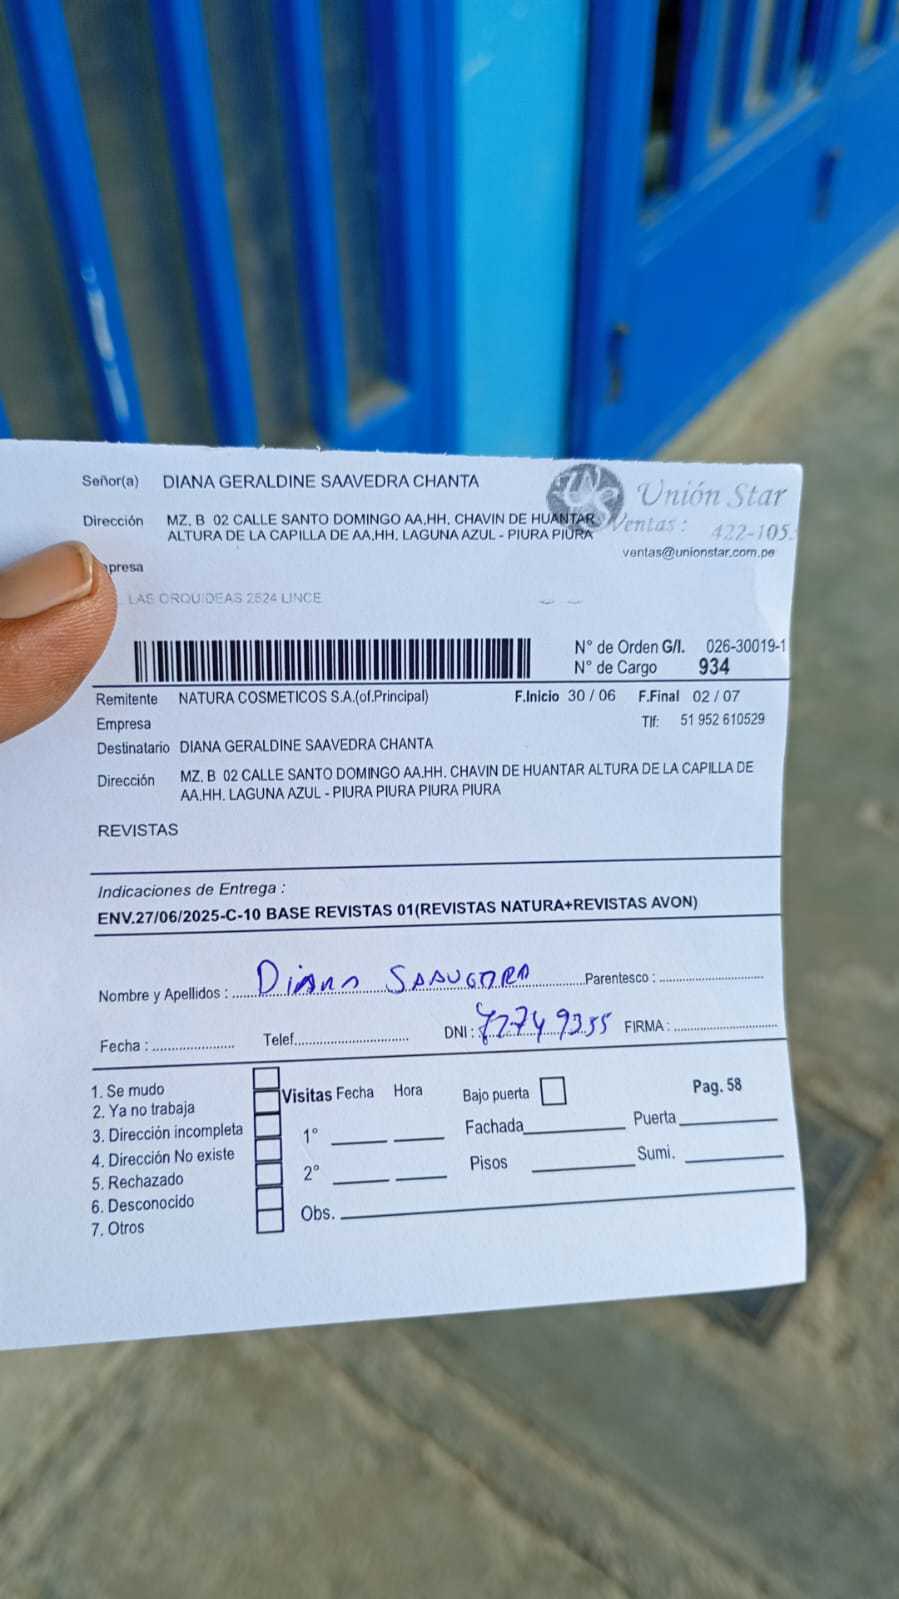 Señor(a) DIANA GERALDINE SAAVEDRA CHANTA
Unión Star
Dirección MZ. B 02 CALLE SANTO DOMINGO AA.HH. CHAVIN DE HUANTAR
ALTURA DE LA CAPILLA DE AA.HH. LAGUNA AZUL - PIURA PIURA
Ventas : 422-105
ventas@unionstar.com.pe
presa
LAS ORQUIDEAS 2624 LINCE
N° de Orden G/I. 026-30019-1
N° de Cargo 934
Remitente NATURA COSMETICOS S.A.(of.Principal) F.Inicio 30 / 06 F.Final 02 / 07
Empresa Tlf: 51 952 610529
Destinatario DIANA GERALDINE SAAVEDRA CHANTA
Dirección MZ. B 02 CALLE SANTO DOMINGO AA.HH. CHAVIN DE HUANTAR ALTURA DE LA CAPILLA DE
AA.HH. LAGUNA AZUL - PIURA PIURA PIURA PIURA
REVISTAS
Indicaciones de Entrega :
ENV.27/06/2025-C-10 BASE REVISTAS 01(REVISTAS NATURA+REVISTAS AVON)
Nombre y Apellidos : Diana SAAVEDRA Parentesco :
Fecha : Telef. DNI : 72749355 FIRMA :
1. Se mudo
2. Ya no trabaja
3. Dirección incompleta
4. Dirección No existe
5. Rechazado
6. Desconocido
7. Otros
Visitas Fecha Hora Bajo puerta Pag. 58
1° Fachada Puerta
2° Pisos Sumi.
Obs.